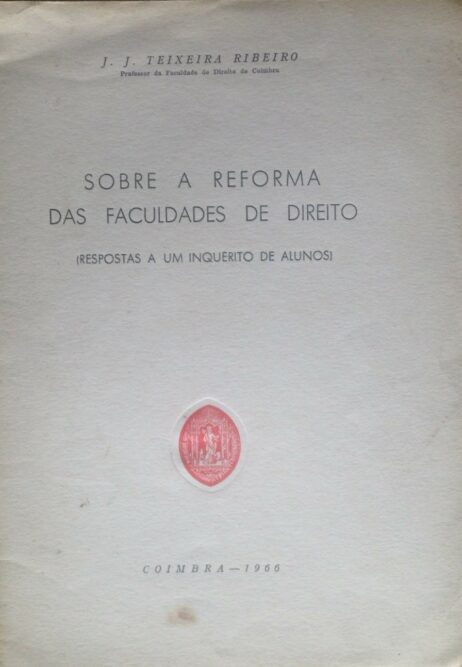 J. J. TEIXEIRA RIBEIRO
Professor da Faculdade de Direito de Coimbra
SOBRE A REFORMA
DAS FACULDADES DE DIREITO
(RESPOSTAS A UM INQUÉRITO DE ALUNOS)
COIMBRA — 1966